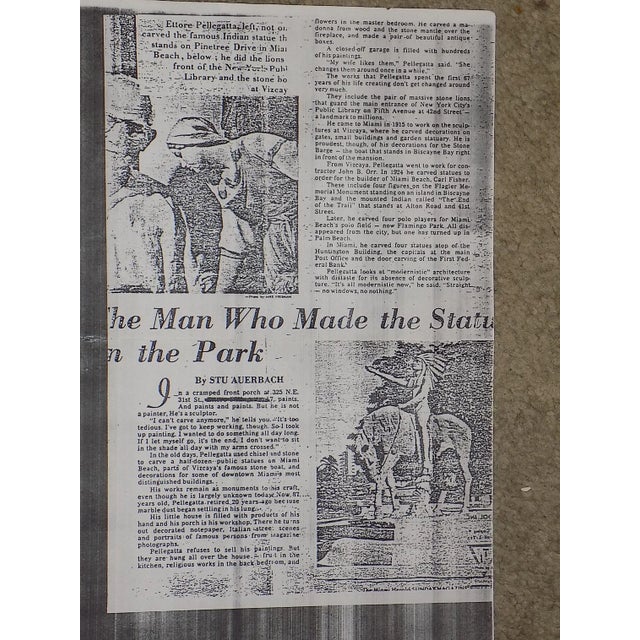 Ettore Pellegatta, left, not on
carved the famous Indian statue th
stands on Pinetree Drive in Miai
Beach, below; he did the lions
front of the New York Publ
Library and the stone bo
at Vizcay
The Man Who Made the Statu
in the Park
By STU AUERBACH
In a cramped front porch at 325 N.E.
31st St., 67, paints.
And paints and paints. But he is not
a painter. He's a sculptor.
"I can't carve anymore," he tells you. "It's too
tedious. I've got to keep working, though. So I took
up painting. I wanted to do something all day long.
If I let myself go, it's the end. I don't want to sit
in the shade all day with my arms crossed."
In the old days, Pellegatta used chisel and stone to
carve a half-dozen public statues on Miami
Beach, parts of Vizcaya's famous stone boat, and
decorations for some of downtown Miami's most
distinguished buildings.
His works remain as monuments to his craft,
even though he is largely unknown today. Now, 87
years old, Pellegatta retired, 20 years ago because
marble dust began settling in his lung.
His little house is filled with products of his
hand and his porch is his workshop. There he turns
out decorated notepaper, Italian street scenes
and portraits of famous persons from magazine
photographs.
Pellegatta refuses to sell his paintings. But
they are hung all over the house — fruit in the
kitchen, religious works in the back bedroom, and
flowers in the master bedroom. He carved a ma-
donna from wood and the stone mantle over the
fireplace, and made a pair of beautiful antique
boxes.
A closed-off garage is filled with hundreds
of his paintings.
"My wife likes them," Pellegatta said. "She
changes them around once in a while."
The works that Pellegatta spent the first 67
years of his life creating don't get changed around
very much.
They include the pair of massive stone lions
that guard the main entrance of New York City's
Public Library on Fifth Avenue at 42nd Street —
a landmark to millions.
He came to Miami in 1915 to work on the sculp-
tures at Vizcaya, where he carved decorations on
gates, small buildings and garden statuary. He is
proudest, though, of his decorations for the Stone
Barge — the boat that stands in Biscayne Bay right
in front of the mansion.
From Vizcaya, Pellegatta went to work for con-
tractor John B. Orr. In 1924 he carved statues to
order for the builder of Miami Beach, Carl Fisher.
These include four figures on the Flagler Me-
morial Monument standing on an island in Biscayne
Bay and the mounted Indian called "The End
of the Trail" that stands at Alton Road and 41st
Street.
Later, he carved four polo players for Miami
Beach's polo field — now Flamingo Park. All dis-
appeared from the city, but one has turned up in
Palm Beach.
In Miami, he carved four statues atop of the
Huntington Building, the capitals at the main
Post Office and the door carving of the First Fed-
eral Bank.
Pellegatta looks at "modernistic" architecture
with distaste for its absence of decorative sculp-
ture. "It's all modernistic now," he said. "Straight
— no windows, no nothing."